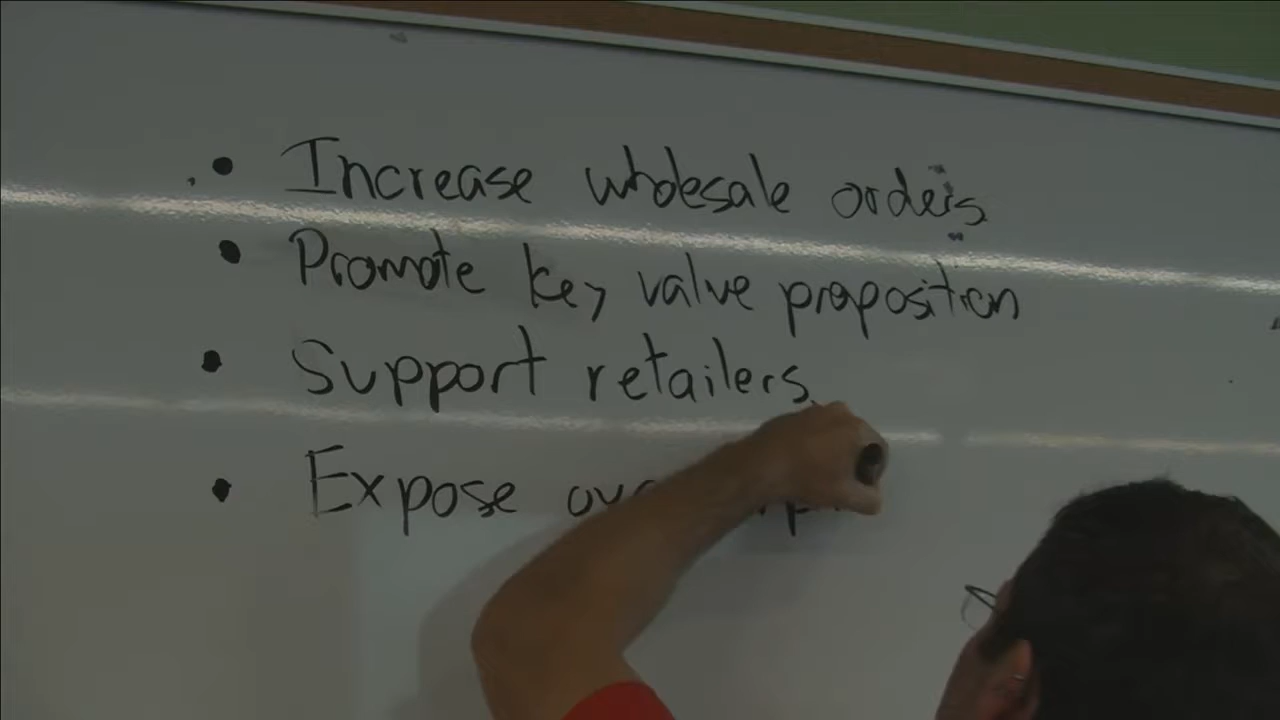 • Increase wholesale orders
• Promote key value proposition
• Support retailers
• Expose